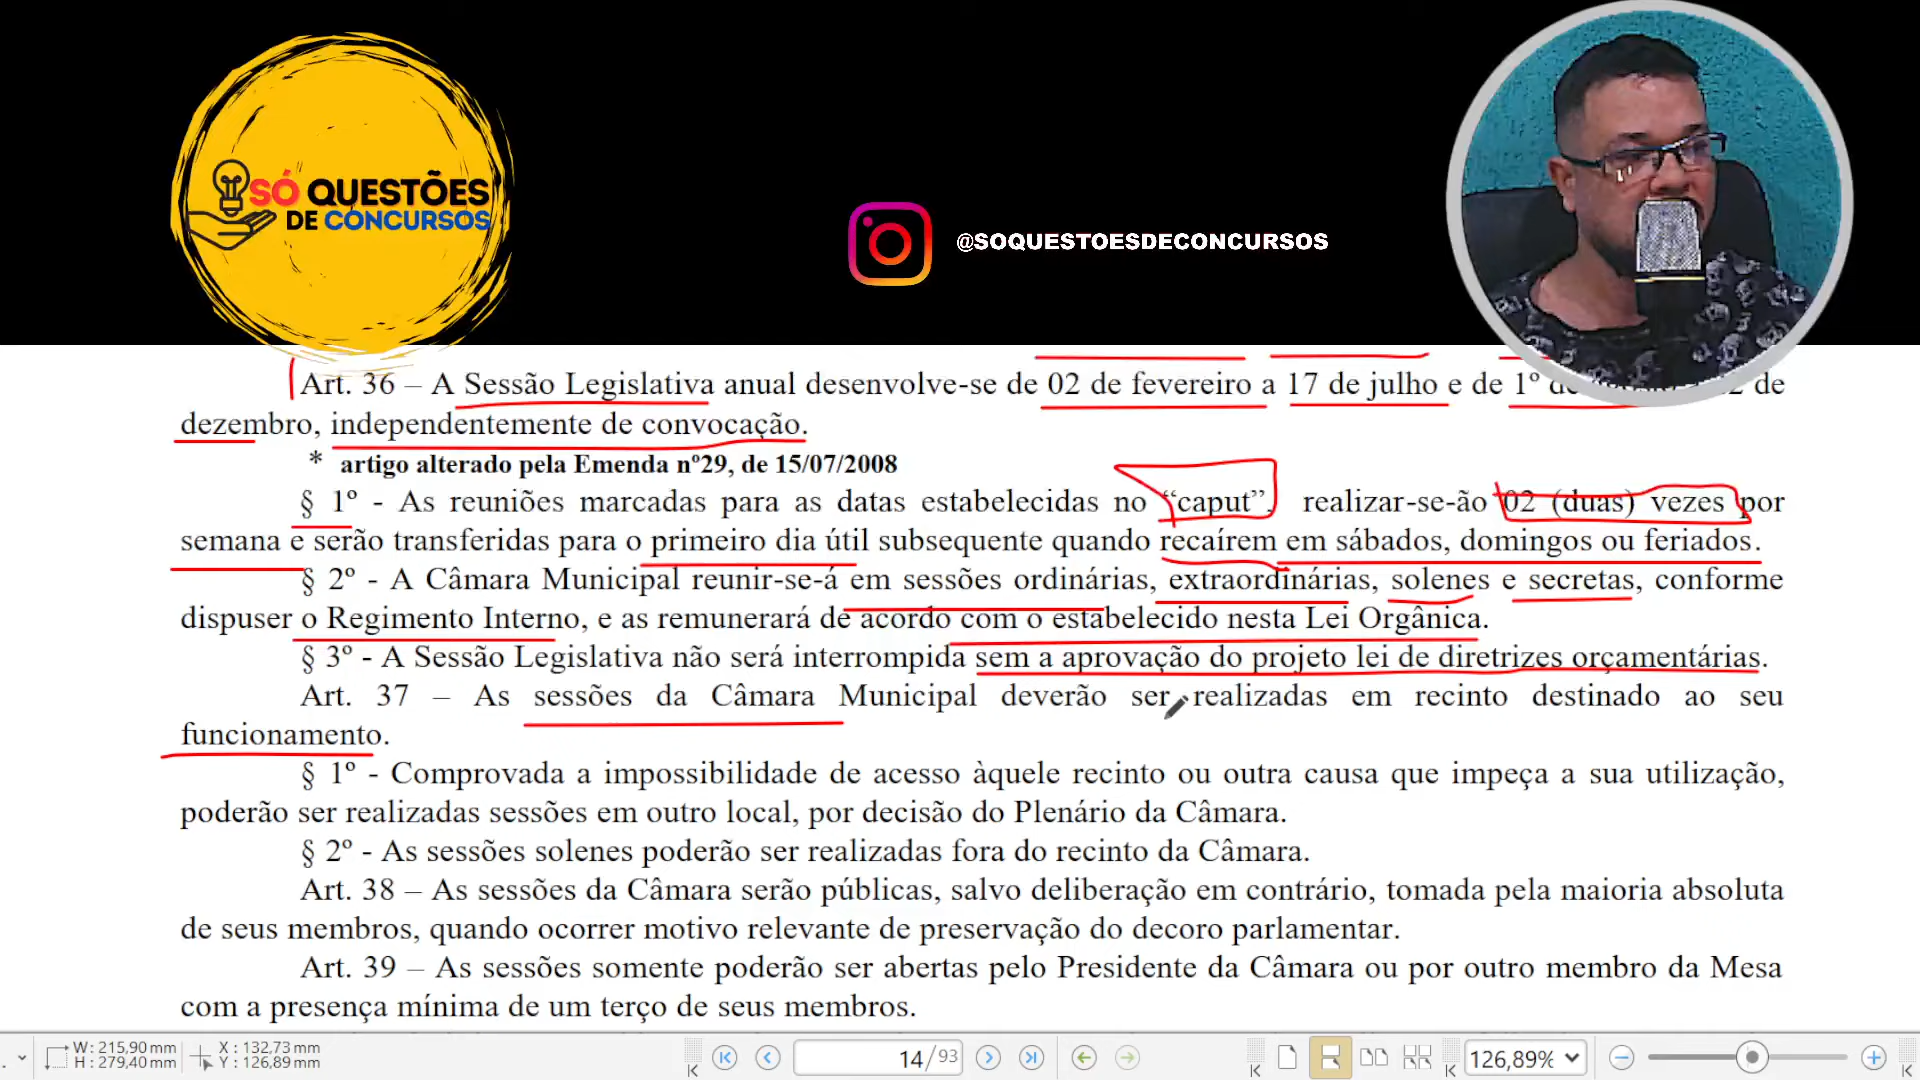 SÓ QUESTÕES
DE CONCURSOS
@SOQUESTOESDECONCURSOS
Art. 36 – A Sessão Legislativa anual desenvolve-se de 02 de fevereiro a 17 de julho e de 1º de
dezembro, independentemente de convocação.
* artigo alterado pela Emenda nº29, de 15/07/2008
§ 1º - As reuniões marcadas para as datas estabelecidas no “caput”, realizar-se-ão 02 (duas) vezes por
semana e serão transferidas para o primeiro dia útil subsequente quando recaírem em sábados, domingos ou feriados.
§ 2º - A Câmara Municipal reunir-se-á em sessões ordinárias, extraordinárias, solenes e secretas, conforme
dispuser o Regimento Interno, e as remunerará de acordo com o estabelecido nesta Lei Orgânica.
§ 3º - A Sessão Legislativa não será interrompida sem a aprovação do projeto lei de diretrizes orçamentárias.
Art. 37 – As sessões da Câmara Municipal deverão ser realizadas em recinto destinado ao seu
funcionamento.
§ 1º - Comprovada a impossibilidade de acesso àquele recinto ou outra causa que impeça a sua utilização,
poderão ser realizadas sessões em outro local, por decisão do Plenário da Câmara.
§ 2º - As sessões solenes poderão ser realizadas fora do recinto da Câmara.
Art. 38 – As sessões da Câmara serão públicas, salvo deliberação em contrário, tomada pela maioria absoluta
de seus membros, quando ocorrer motivo relevante de preservação do decoro parlamentar.
Art. 39 – As sessões somente poderão ser abertas pelo Presidente da Câmara ou por outro membro da Mesa
com a presença mínima de um terço de seus membros.
W: 215,90 mm
H: 279,40 mm
X : 132,73 mm
Y : 126,89 mm
14/93
126,89%